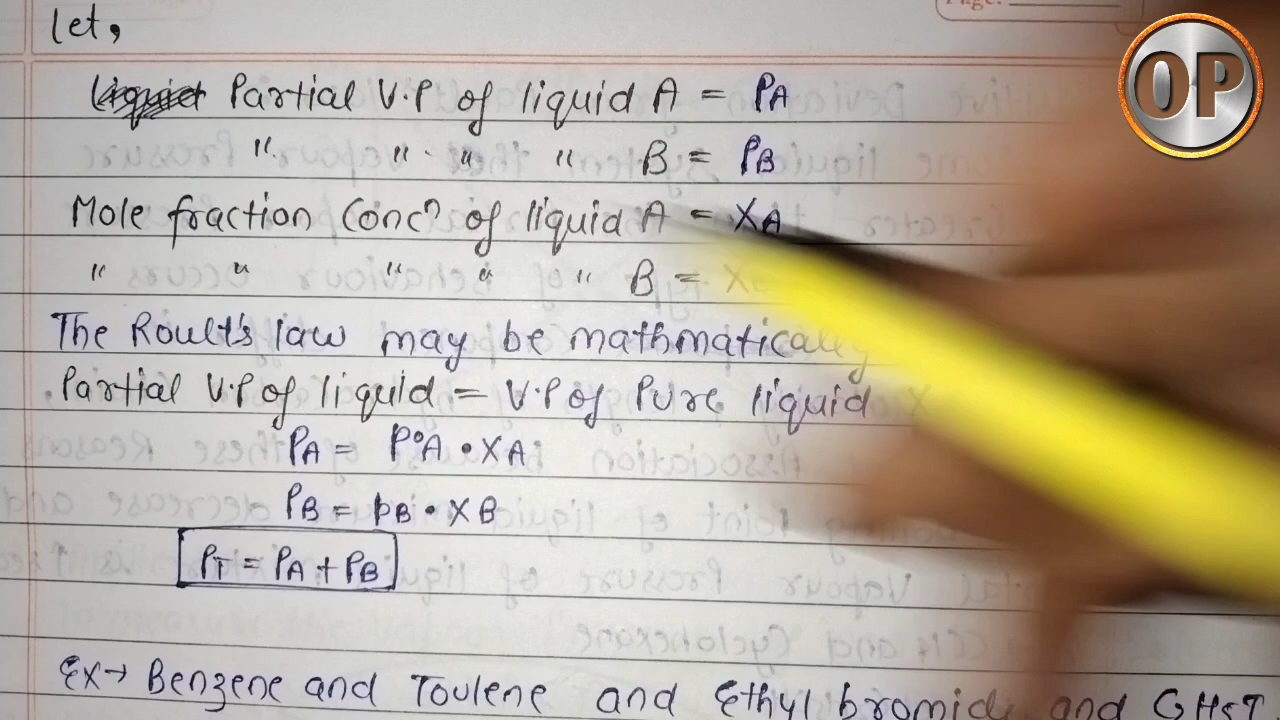 Let,
Partial V.P of liquid A = PA
" " " " B = PB
Mole fraction Concn of liquid A = XA
" " " " " B = X
The Roult's law may be mathmatically
Partial V.P of liquid = V.P of Pure liquid X
PA = P°A • XA
PB = PB • XB
PT = PA + PB
Ex→ Benzene and Toulene and Ethyl bromide and
OP